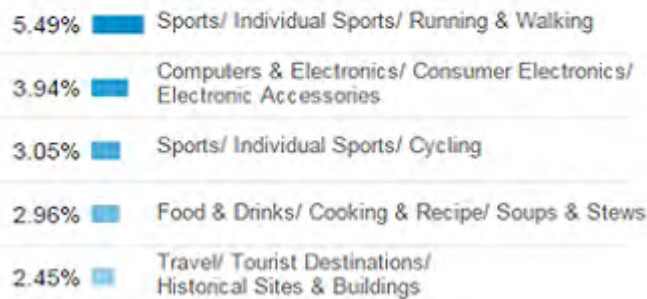 5.49% Sports/ Individual Sports/ Running & Walking
3.94% Computers & Electronics/ Consumer Electronics/
Electronic Accessories
3.05% Sports/ Individual Sports/ Cycling
2.96% Food & Drinks/ Cooking & Recipe/ Soups & Stews
2.45% Travel/ Tourist Destinations/
Historical Sites & Buildings